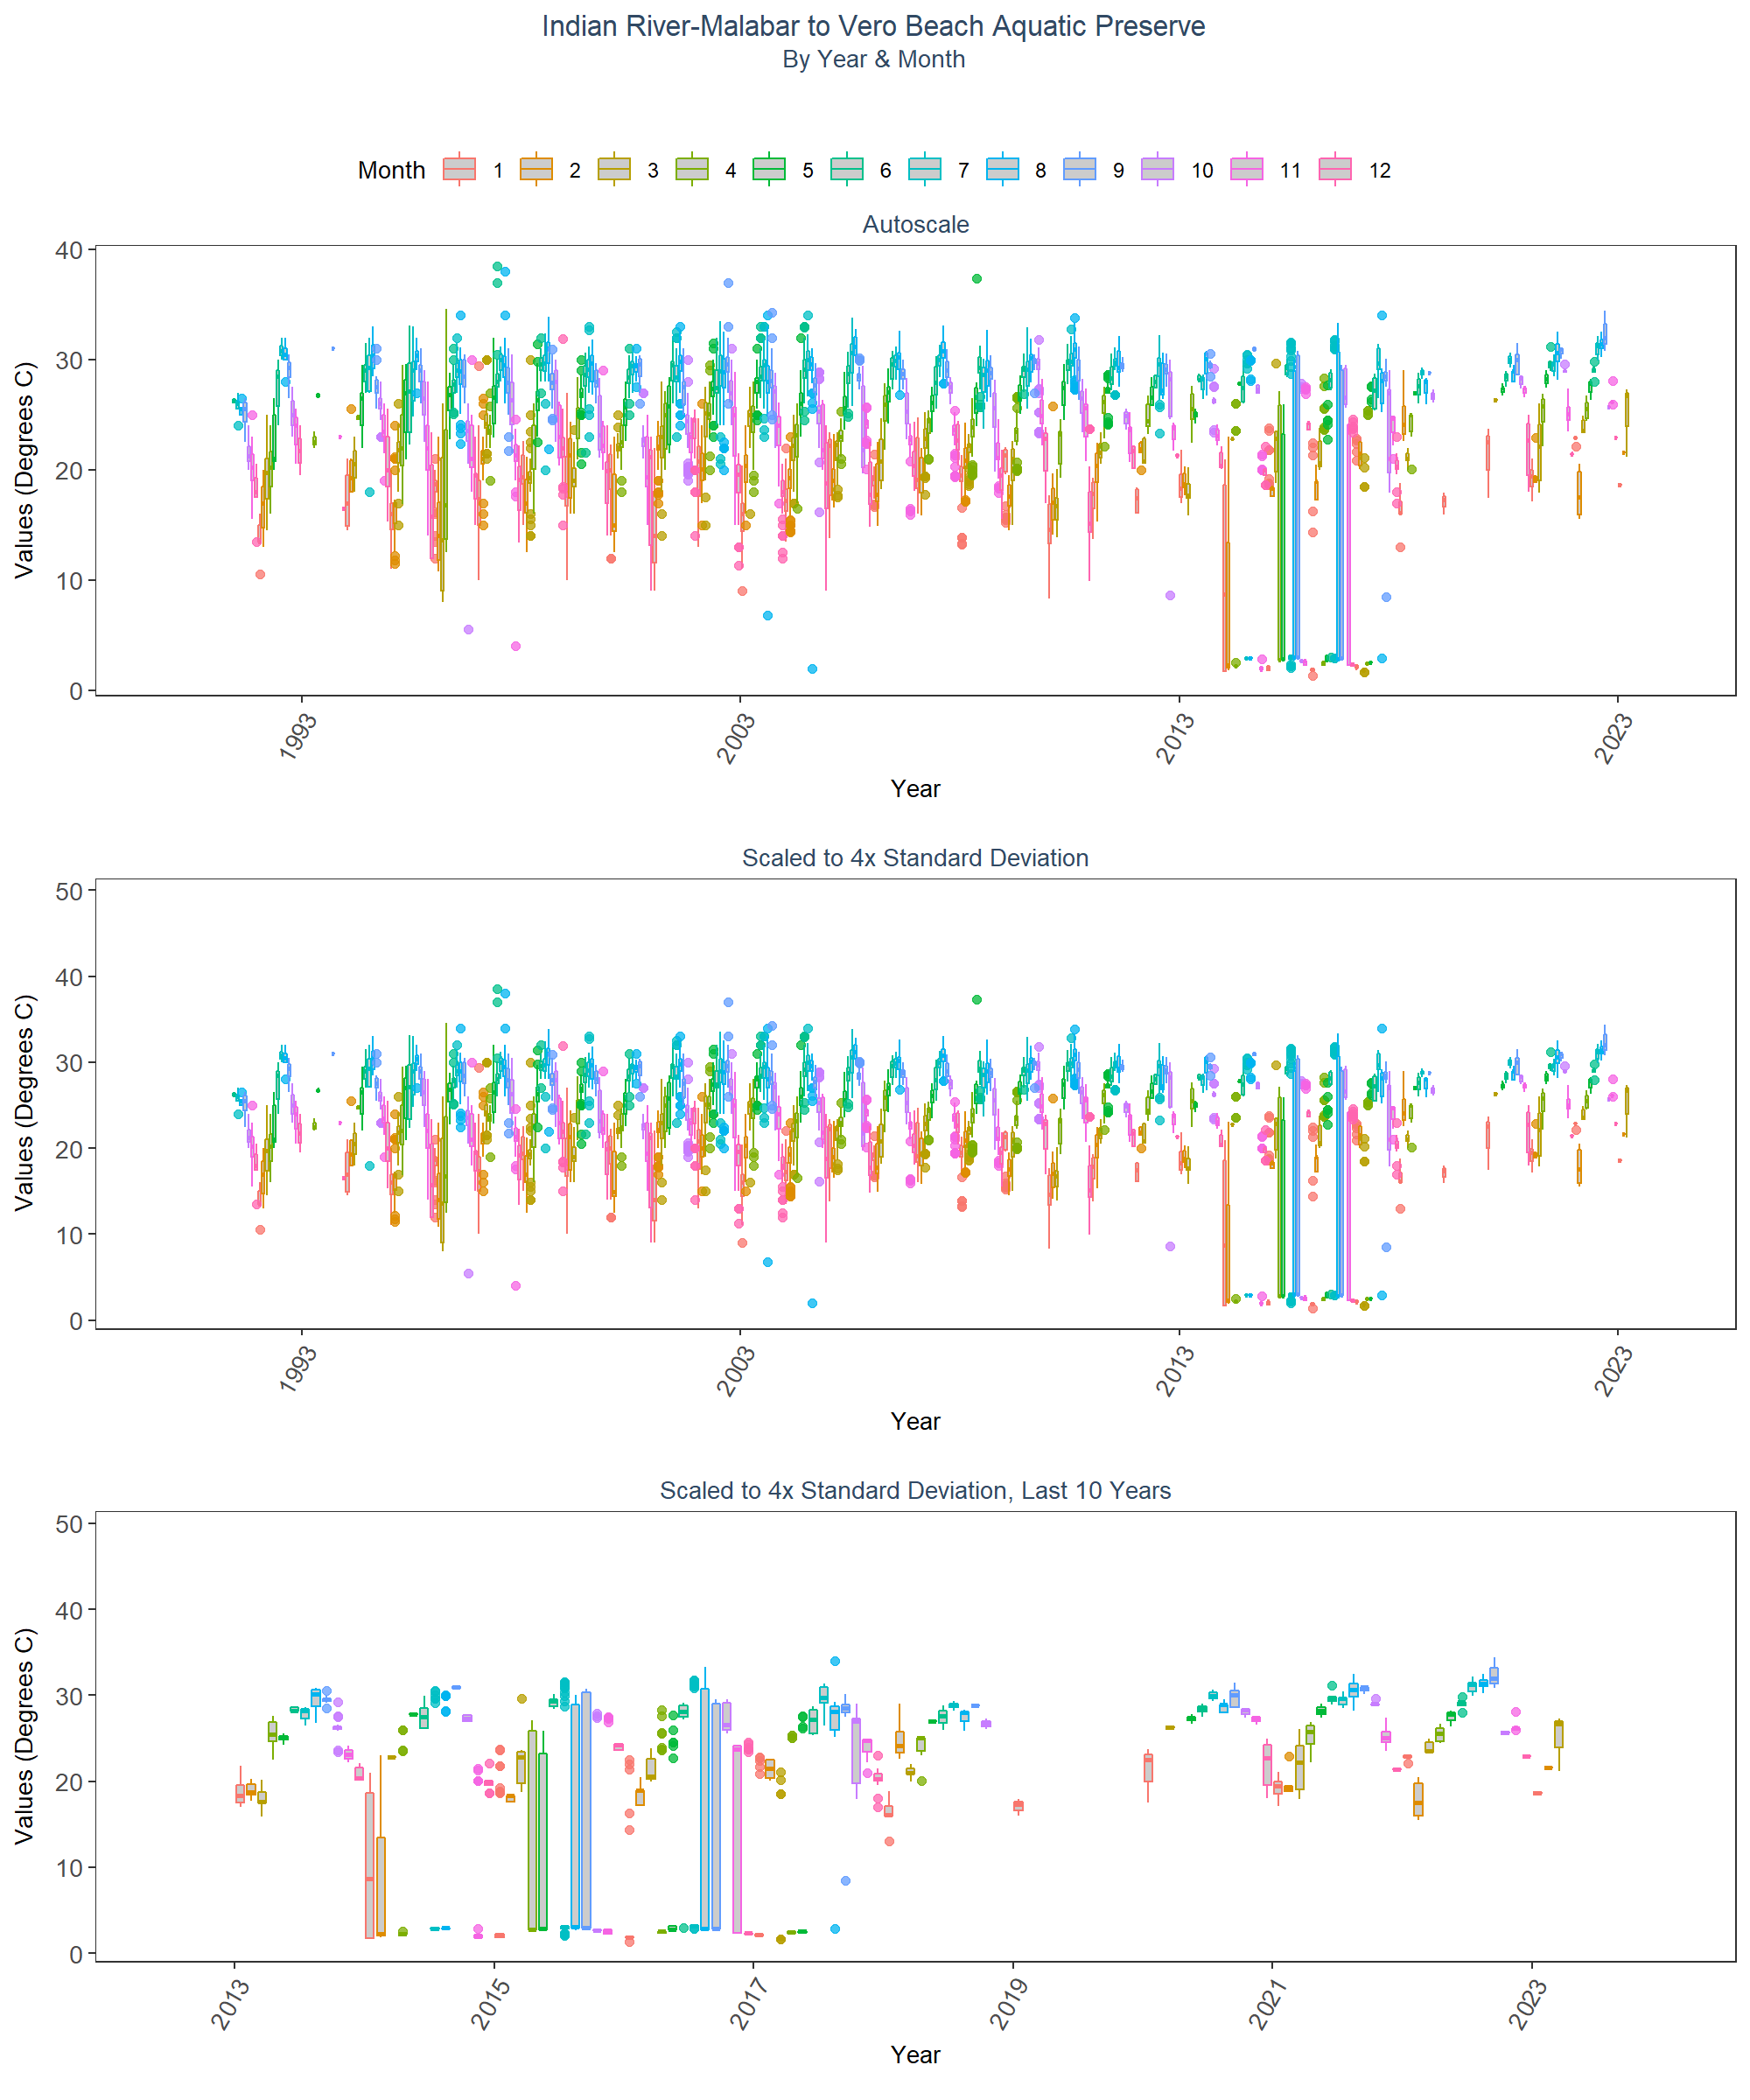 Indian River-Malabar to Vero Beach Aquatic Preserve
By Year & Month
Month 1 2 3 4 5 6 7 8 9 10 11 12
Autoscale
Values (Degrees C)
40
30
20
10
0
1993 2003 2013 2023
Year
Scaled to 4x Standard Deviation
Values (Degrees C)
50
40
30
20
10
0
1993 2003 2013 2023
Year
Scaled to 4x Standard Deviation, Last 10 Years
Values (Degrees C)
50
40
30
20
10
0
2013 2015 2017 2019 2021 2023
Year